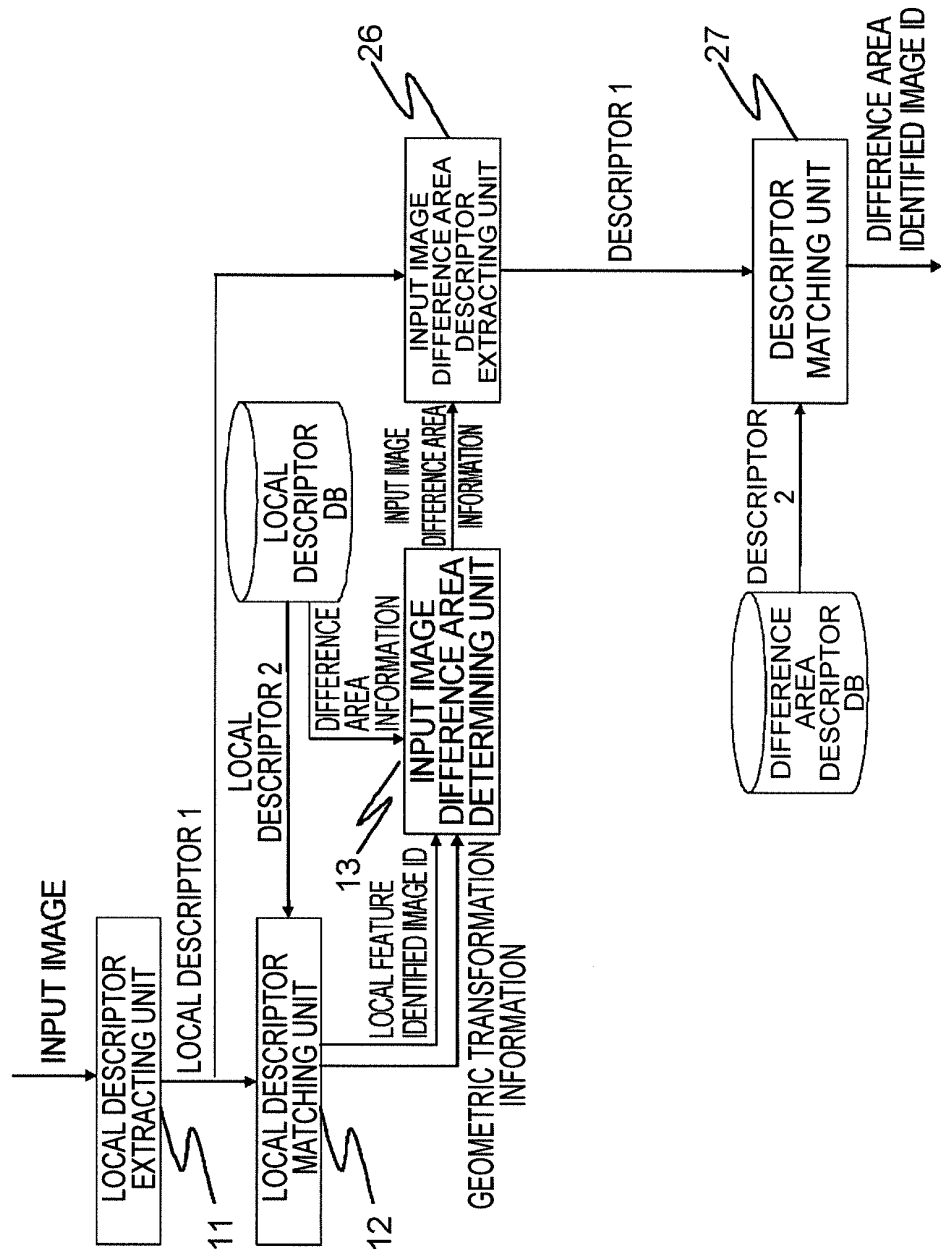 INPUT IMAGE
LOCAL DESCRIPTOR
EXTRACTING UNIT
11
LOCAL DESCRIPTOR 1
LOCAL DESCRIPTOR
MATCHING UNIT
12
LOCAL
DESCRIPTOR 2
LOCAL
DESCRIPTOR
DB
DIFFERENCE
AREA
INFORMATION
LOCAL FEATURE
IDENTIFIED IMAGE ID
GEOMETRIC TRANSFORMATION
INFORMATION
13
INPUT IMAGE
DIFFERENCE AREA
DETERMINING UNIT
INPUT IMAGE
DIFFERENCE AREA
INFORMATION
INPUT IMAGE
DIFFERENCE AREA
DESCRIPTOR
EXTRACTING UNIT
26
DESCRIPTOR 1
DIFFERENCE
AREA
DESCRIPTOR
DB
DESCRIPTOR
2
DESCRIPTOR
MATCHING UNIT
27
DIFFERENCE AREA
IDENTIFIED IMAGE ID